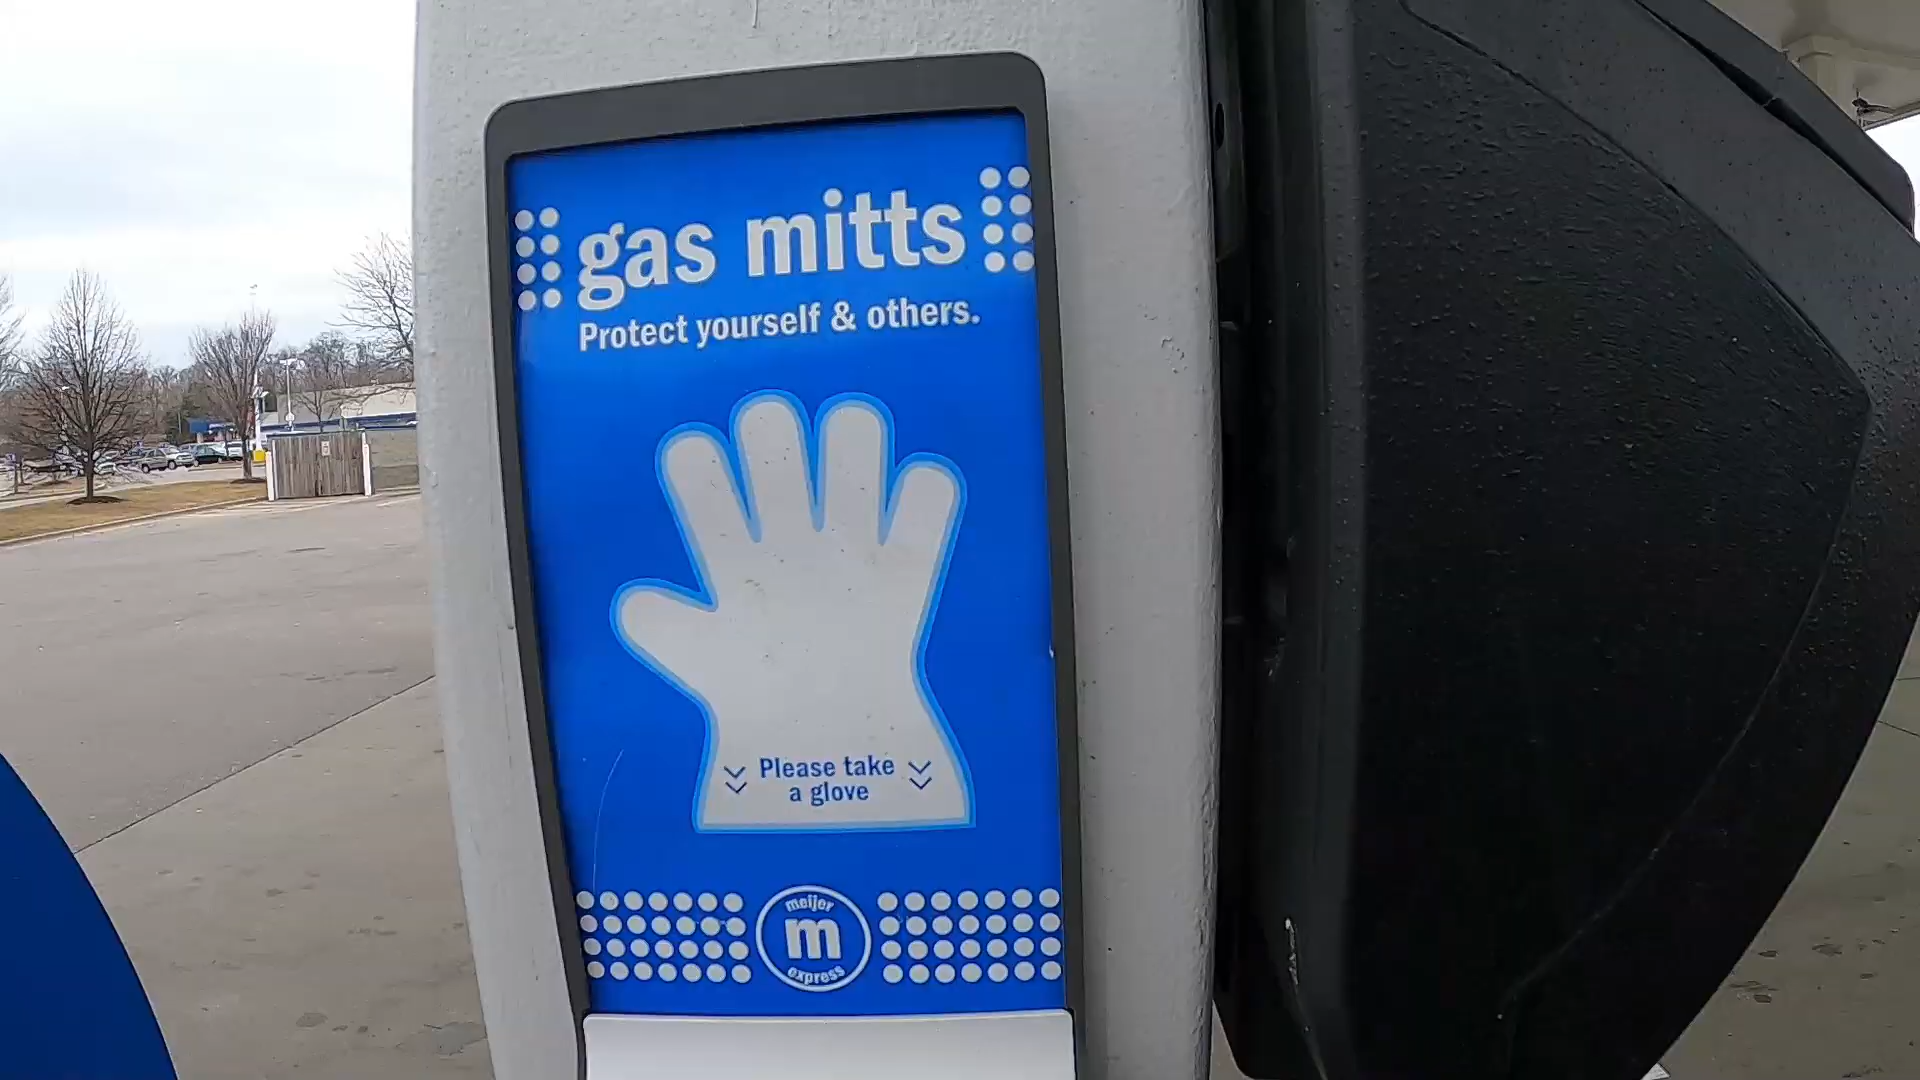 gas mitts
Protect yourself & others.
Please take
a glove
meijer
m
express